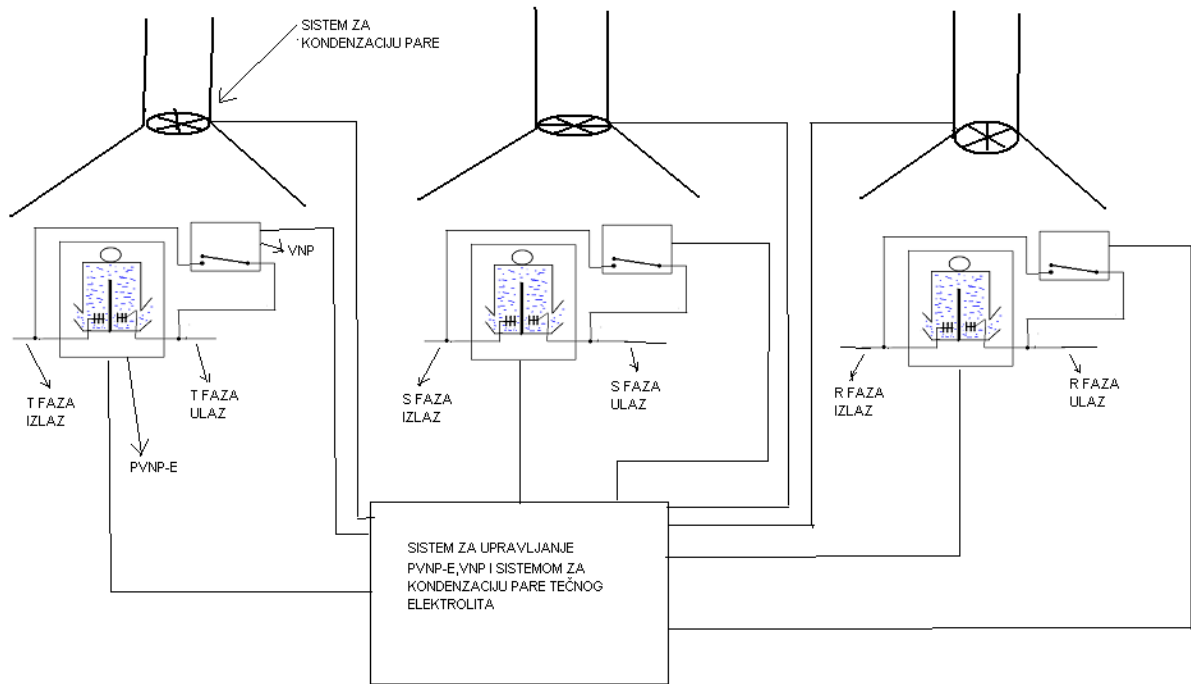 SISTEM ZA
KONDENZACIJU PARE
VNP
T FAZA
IZLAZ
T FAZA
ULAZ
PVNP-E
S FAZA
IZLAZ
S FAZA
ULAZ
R FAZA
IZLAZ
R FAZA
ULAZ
SISTEM ZA UPRAVLJANJE
PVNP-E,VNP I SISTEMOM ZA
KONDENZACIJU PARE TEČNOG
ELEKTROLITA